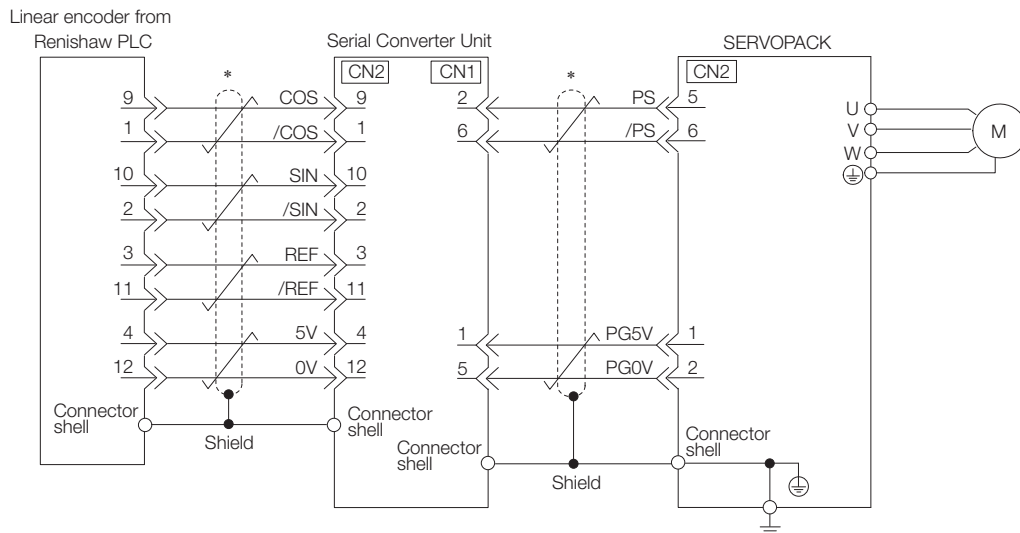 Linear encoder from
Renishaw PLC
Serial Converter Unit
SERVOPACK
*
CN2
CN1
*
CN2
9 COS 9
2 PS 5
1 /COS 1
6 /PS 6
U
V
W
M
10 SIN 10
2 /SIN 2
3 REF 3
11 /REF 11
4 5V 4
1 PG5V 1
12 0V 12
5 PG0V 2
Connector
shell
Shield
Connector
shell
Connector
shell
Shield
Connector
shell